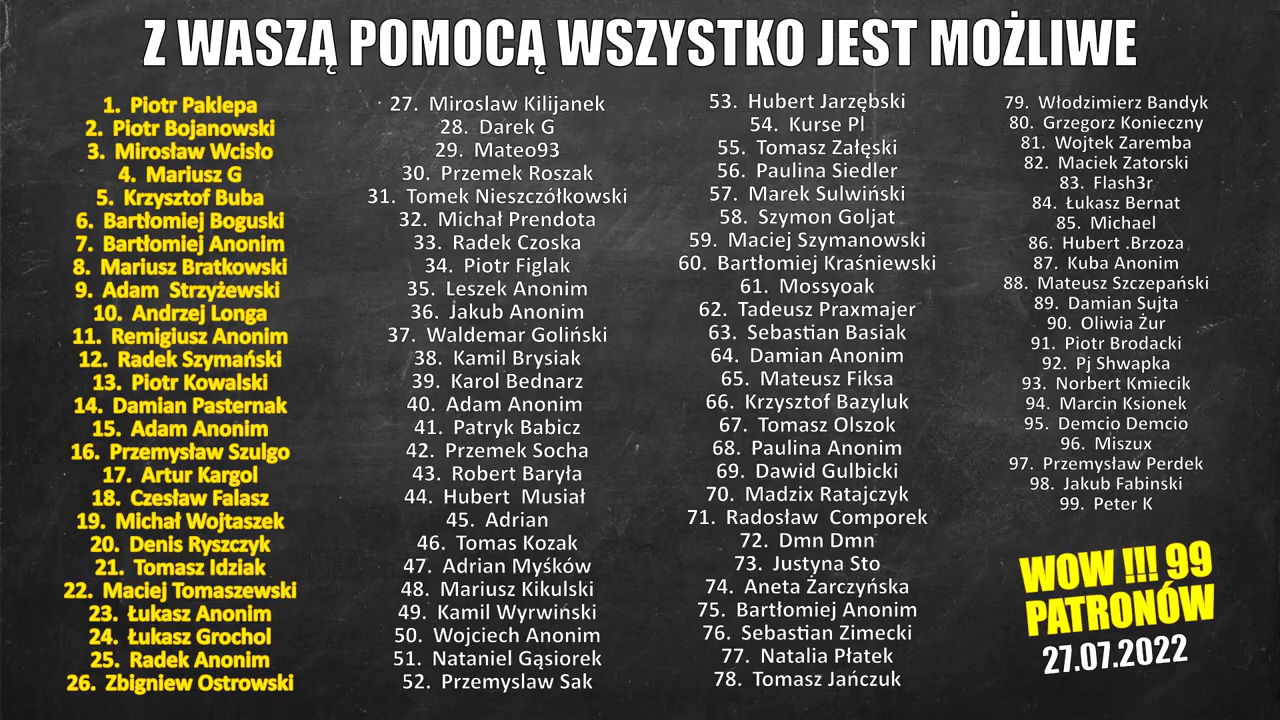 Z WASZĄ POMOCĄ WSZYSTKO JEST MOŻLIWE
1. Piotr Paklepa
2. Piotr Bojanowski
3. Mirosław Wcisło
4. Mariusz G
5. Krzysztof Buba
6. Bartłomiej Boguski
7. Bartłomiej Anonim
8. Mariusz Bratkowski
9. Adam Strzyżewski
10. Andrzej Longa
11. Remigiusz Anonim
12. Radek Szymański
13. Piotr Kowalski
14. Damian Pasternak
15. Adam Anonim
16. Przemysław Szulgo
17. Artur Kargol
18. Czesław Falasz
19. Michał Wojtaszek
20. Denis Ryszczyk
21. Tomasz Idziak
22. Maciej Tomaszewski
23. Łukasz Anonim
24. Łukasz Grochol
25. Radek Anonim
26. Zbigniew Ostrowski
27. Miroslaw Kilijanek
28. Darek G
29. Mateo93
30. Przemek Roszak
31. Tomek Nieszczółkowski
32. Michał Prendota
33. Radek Czoska
34. Piotr Figlak
35. Leszek Anonim
36. Jakub Anonim
37. Waldemar Goliński
38. Kamil Brysiak
39. Karol Bednarz
40. Adam Anonim
41. Patryk Babicz
42. Przemek Socha
43. Robert Baryła
44. Hubert Musiał
45. Adrian
46. Tomas Kozak
47. Adrian Myśków
48. Mariusz Kikulski
49. Kamil Wyrwiński
50. Wojciech Anonim
51. Nataniel Gąsiorek
52. Przemyslaw Sak
53. Hubert Jarzębski
54. Kurse Pl
55. Tomasz Załęski
56. Paulina Siedler
57. Marek Sulwiński
58. Szymon Goljat
59. Maciej Szymanowski
60. Bartłomiej Kraśniewski
61. Mossyoak
62. Tadeusz Praxmajer
63. Sebastian Basiak
64. Damian Anonim
65. Mateusz Fiksa
66. Krzysztof Bazyluk
67. Tomasz Olszok
68. Paulina Anonim
69. Dawid Gulbicki
70. Madzix Ratajczyk
71. Radosław Comporek
72. Dmn Dmn
73. Justyna Sto
74. Aneta Żarczyńska
75. Bartłomiej Anonim
76. Sebastian Zimecki
77. Natalia Płatek
78. Tomasz Jańczuk
79. Włodzimierz Bandyk
80. Grzegorz Konieczny
81. Wojtek Zaremba
82. Maciek Zatorski
83. Flash3r
84. Łukasz Bernat
85. Michael
86. Hubert .Brzoza
87. Kuba Anonim
88. Mateusz Szczepański
89. Damian Sujta
90. Oliwia Żur
91. Piotr Brodacki
92. Pj Shwapka
93. Norbert Kmiecik
94. Marcin Ksionek
95. Demcio Demcio
96. Miszux
97. Przemysław Perdek
98. Jakub Fabinski
99. Peter K
WOW !!! 99
PATRONÓW
27.07.2022